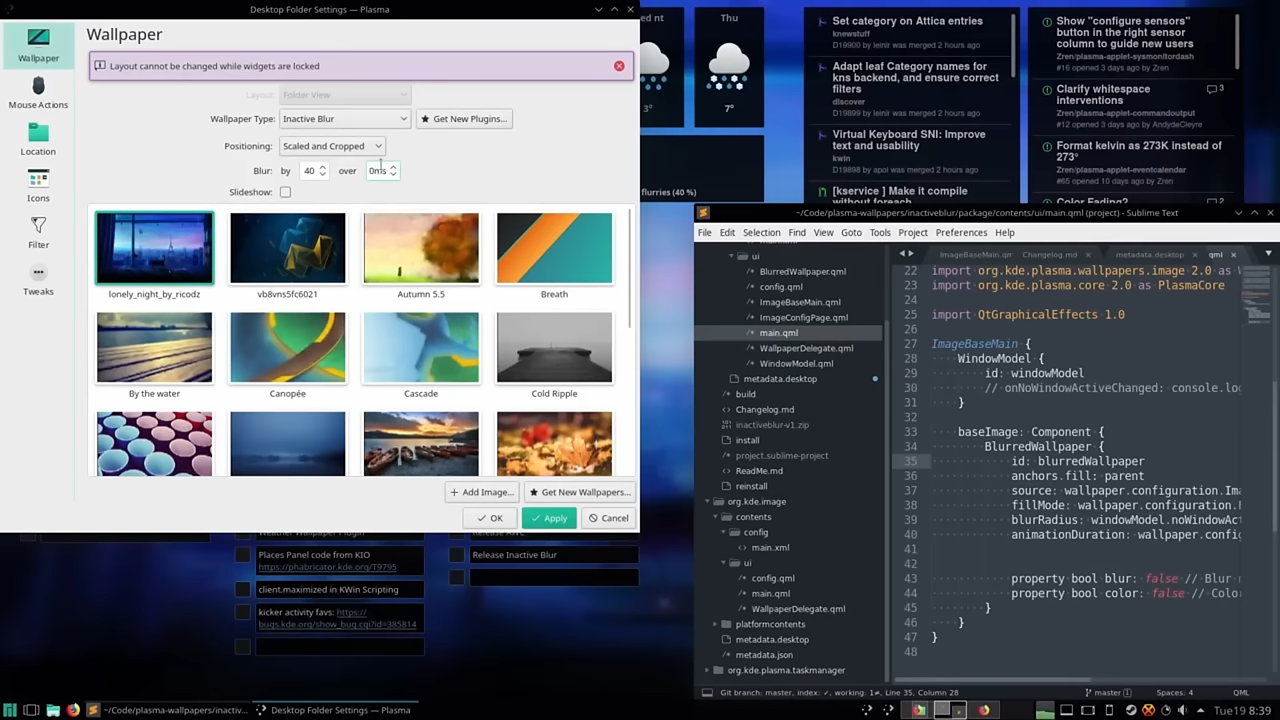 Desktop Folder Settings — Plasma
Wallpaper
Mouse Actions
Location
Icons
Filter
Tweaks
Wallpaper
Layout cannot be changed while widgets are locked
Layout: Folder View
Wallpaper Type: Inactive Blur Get New Plugins...
Positioning: Scaled and Cropped
Blur: by 40 over 0ms
Slideshow:
lonely_night_by_ricodz vb8vns5fc6021 Autumn 5.5 Breath
By the water Canopée Cascade Cold Ripple
Add Image... Get New Wallpapers...
OK Apply Cancel
Places Panel code from KIO
https://phabricator.kde.org/T9795
client.maximized in KWin Scripting
kicker activity favs: https://
bugs.kde.org/show_bug.cgi?id=385814
Release Inactive Blur
Thu
3°
7°
flurries (40 %)
Set category on Attica entries
knewstuff
D19900 by leinir was merged 2 hours ago
Adapt leaf Category names for
kns backend, and ensure correct
filters
discover
D19899 by leinir was merged 2 hours ago
Virtual Keyboard SNI: Improve
text and usability
kwin
D19898 by apol was merged 2 hours ago
[kservice ] Make it compile
without foreach
Show "configure sensors"
button in the right sensor
column to guide new users
Zren/plasma-applet-sysmonitordash
#16 opened 3 days ago by Zren
Clarify whitespace
interventions
3
Zren/plasma-applet-commandoutput
#12 opened 3 days ago by AndydeCleyre
Format kelvin as 273K instead of
273°
Zren/plasma-applet-eventcalendar
#65 opened 10 days ago by Zren
Color Fading?
2
~/Code/plasma-wallpapers/inactiveblur/package/contents/ui/main.qml (project) - Sublime Text
File Edit Selection Find View Goto Tools Project Preferences Help
ui
BlurredWallpaper.qml
config.qml
ImageBaseMain.qml
ImageConfigPage.qml
main.qml
WallpaperDelegate.qml
WindowModel.qml
metadata.desktop
build
Changelog.md
inactiveblur-v1.zip
install
project.sublime-project
ReadMe.md
reinstall
org.kde.image
contents
config
main.xml
ui
config.qml
main.qml
WallpaperDelegate.qml
platformcontents
metadata.desktop
metadata.json
org.kde.plasma.taskmanager
ImageBaseMain.qm Changelog.md metadata.desktop qml
22 import org.kde.plasma.wallpapers.image 2.0 as
23 import org.kde.plasma.core 2.0 as PlasmaCore
24
25 import QtGraphicalEffects 1.0
26
27 ImageBaseMain {
28 WindowModel {
29 id: windowModel
30 // onNoWindowActiveChanged: console.lo
31 }
32
33 baseImage: Component {
34 BlurredWallpaper {
35 id: blurredWallpaper
36 anchors.fill: parent
37 source: wallpaper.configuration.Ima
38 fillMode: wallpaper.configuration.
39 blurRadius: windowModel.noWindowAct
40 animationDuration: wallpaper.config
41
42
43 property bool blur: false // Blur
44 property bool color: false // Colo
45 }
46 }
47 }
48
Git branch: master, index: ✓, working: 1≠, Line 35, Column 28 master 1 Spaces: 4 QML
~/Code/plasma-wallpapers/inactiv... Desktop Folder Settings — Plasma Tue 19 8:39